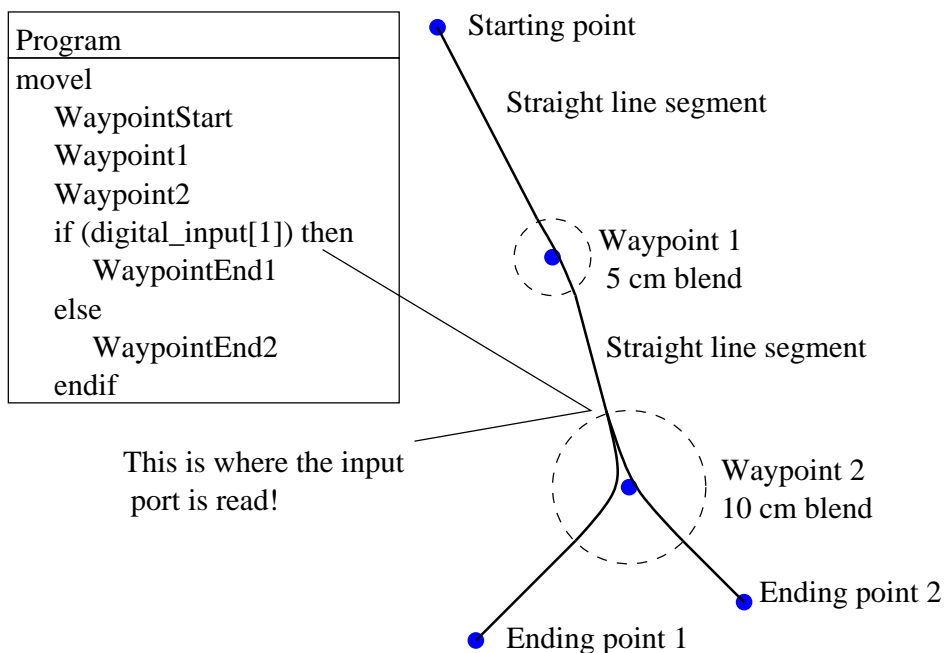 Program
movel
WaypointStart
Waypoint1
Waypoint2
if (digital_input[1]) then
WaypointEnd1
else
WaypointEnd2
endif
Starting point
Straight line segment
Waypoint 1
5 cm blend
Straight line segment
This is where the input
port is read!
Waypoint 2
10 cm blend
Ending point 2
Ending point 1